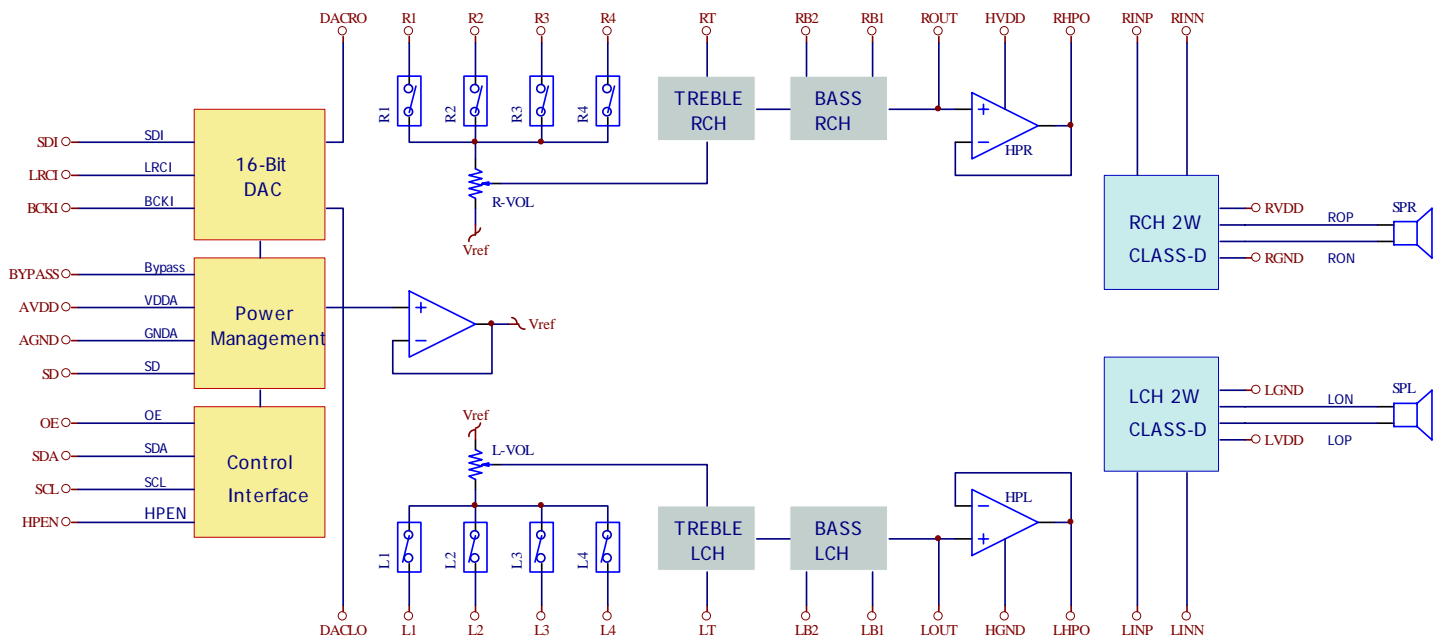 DACRO R1 R2 R3 R4 RT RB2 RB1 ROUT HVDD RHPO RINP RINN
R1 R2 R3 R4
TREBLE
RCH
BASS
RCH
+
−
HPR
SDI SDI
LRCI LRCI
BCKI BCKI
16-Bit
DAC
R-VOL
Vref
RCH 2W
CLASS-D
RVDD
ROP
SPR
RGND
RON
BYPASS Bypass
AVDD VDDA
AGND GNDA
SD SD
Power
Management
+
−
Vref
OE OE
SDA SDA
SCL SCL
HPEN HPEN
Control
Interface
Vref
L-VOL
LCH 2W
CLASS-D
LGND
LON
SPL
LVDD
LOP
L1 L2 L3 L4
TREBLE
LCH
BASS
LCH
HPL
−
+
DACLO L1 L2 L3 L4 LT LB2 LB1 LOUT HGND LHPO LINP LINN